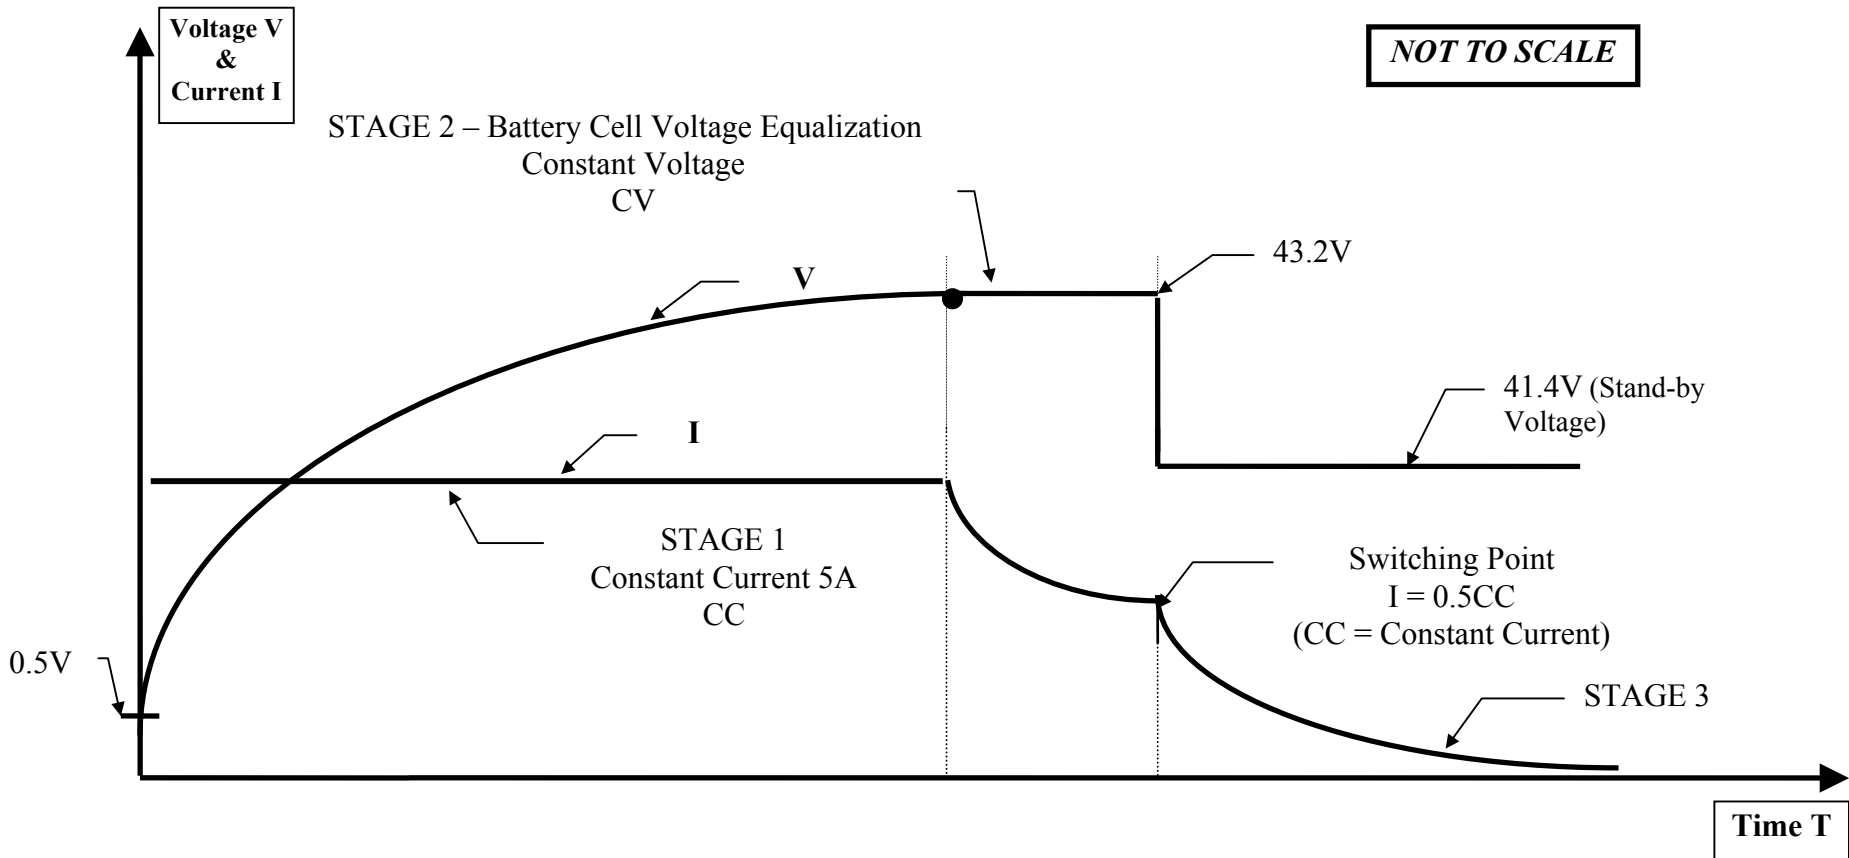 Voltage V
&
Current I
NOT TO SCALE
STAGE 2 – Battery Cell Voltage Equalization
Constant Voltage
CV
43.2V
V
41.4V (Stand-by
Voltage)
I
STAGE 1
Constant Current 5A
CC
Switching Point
I = 0.5CC
(CC = Constant Current)
0.5V
STAGE 3
Time T